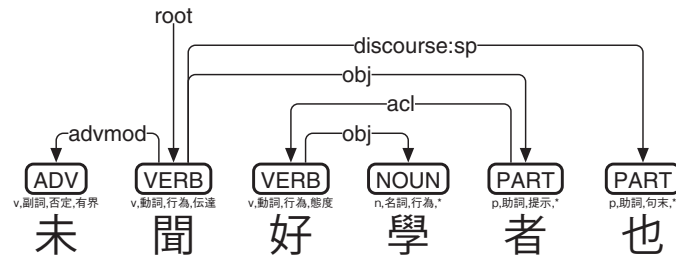 root
discourse:sp
obj
acl
advmod obj
ADV VERB VERB NOUN PART PART
v,副詞,否定,有界 v,動詞,行為,伝達 v,動詞,行為,態度 n,名詞,行為,* p,助詞,提示,* p,助詞,句末,*
未 聞 好 學 者 也